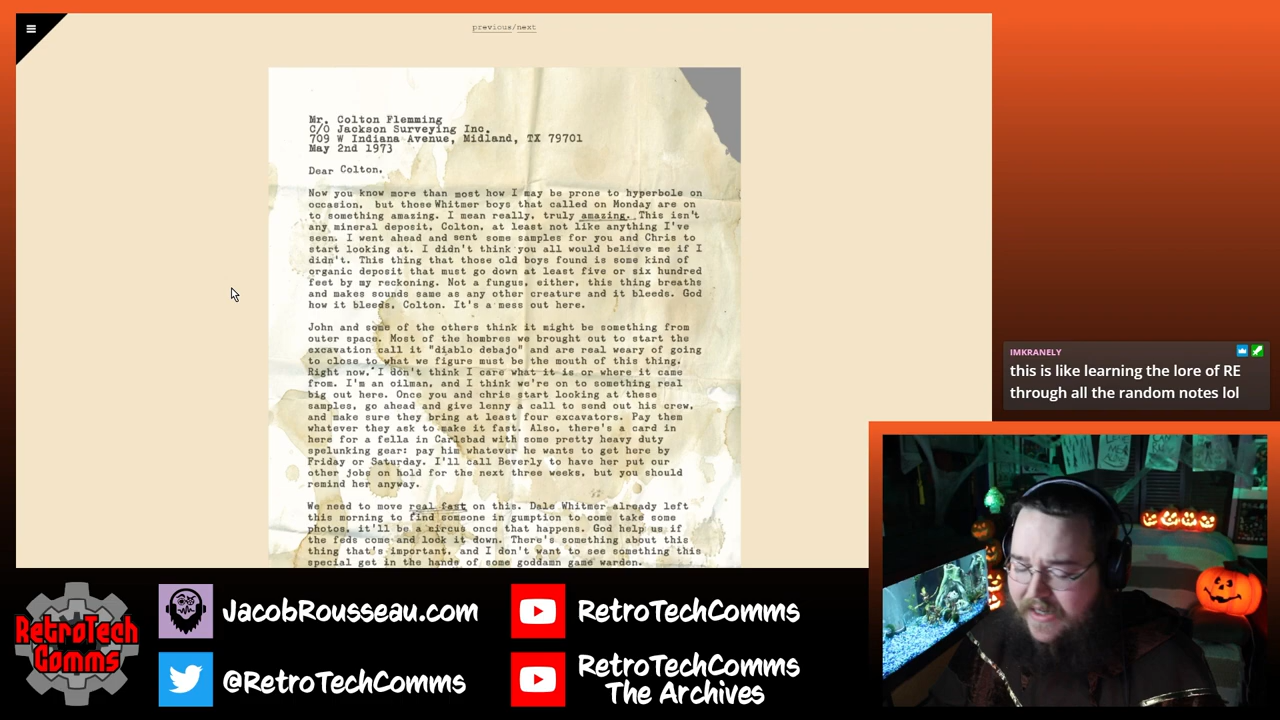 previous/next
Mr. Colton Flemming
C/O Jackson Surveying Inc.
709 W Indiana Avenue, Midland, TX 79701
May 2nd 1973
Dear Colton,
Now you know more than most how I may be prone to hyperbole on
occasion, but those Whitmer boys that called on Monday are on
to something amazing. I mean really, truly amazing. This isn't
any mineral deposit, Colton, at least not like anything I've
seen. I went ahead and sent some samples for you and Chris to
start looking at. I didn't think you all would believe me if I
didn't. This thing that those old boys found is some kind of
organic deposit that must go down at least five or six hundred
feet by my reckoning. Not a fungus, either, this thing breaths
and makes sounds same as any other creature and it bleeds. God
how it bleeds, Colton. It's a mess out here.
John and some of the others think it might be something from
outer space. Most of the hombres we brought out to start the
excavation call it "diablo debajo" and are real weary of going
to close to what we figure must be the mouth of this thing.
Right now, I don't think I care what it is or where it came
from. I'm an oilman, and I think we're on to something real
big out here. Once you and chris start looking at these
samples, go ahead and give lenny a call to send out his crew,
and make sure they bring at least four excavators. Pay them
whatever they ask to make it fast. Also, there's a card in
here for a fella in Carlsbad with some pretty heavy duty
spelunking gear: pay him whatever he wants to get here by
Friday or Saturday. I'll call Beverly to have her put our
other jobs on hold for the next three weeks, but you should
remind her anyway.
We need to move real fast on this. Dale Whitmer already left
this morning to find someone in gumption to come take some
photos, it'll be a circus once that happens. God help us if
the feds come and lock it down. There's something about this
thing that's important, and I don't want to see something this
special get in the hands of some goddamn game warden.
IMKRANELY
this is like learning the lore of RE
through all the random notes lol
RetroTech
Comms
JacobRousseau.com
RetroTechComms
@RetroTechComms
RetroTechComms
The Archives